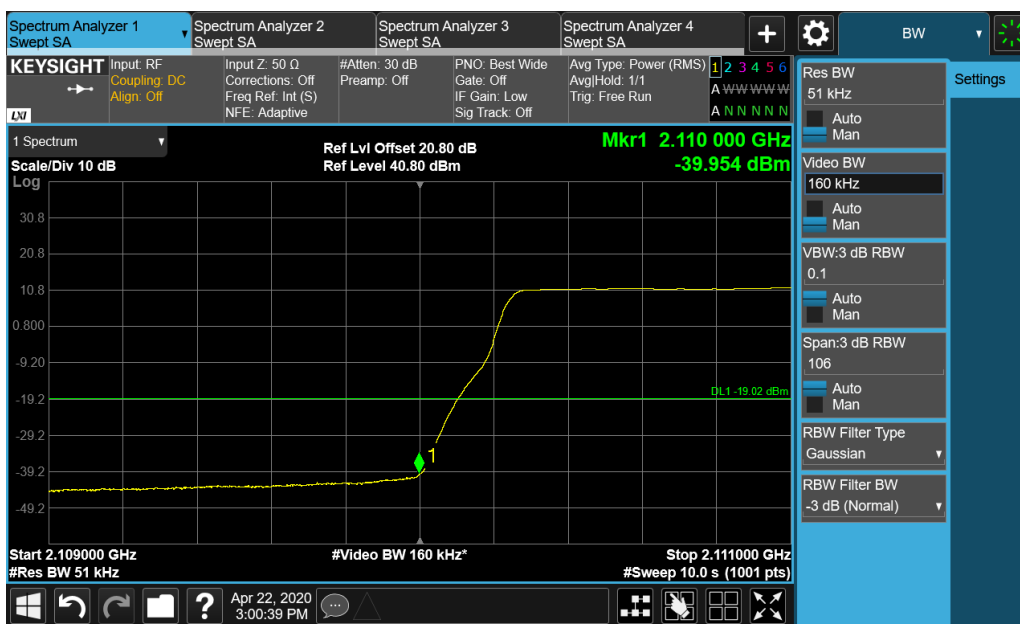 Spectrum Analyzer 1
Swept SA
Spectrum Analyzer 2
Swept SA
Spectrum Analyzer 3
Swept SA
Spectrum Analyzer 4
Swept SA
+
BW
KEYSIGHT
LXI
Input: RF
Coupling: DC
Align: Off
Input Z: 50 Ω
Corrections: Off
Freq Ref: Int (S)
NFE: Adaptive
#Atten: 30 dB
Preamp: Off
PNO: Best Wide
Gate: Off
IF Gain: Low
Sig Track: Off
Avg Type: Power (RMS)
Avg|Hold: 1/1
Trig: Free Run
1 2 3 4 5 6
A W W W W W
A N N N N N
1 Spectrum
Scale/Div 10 dB
Log
Ref Lvl Offset 20.80 dB
Ref Level 40.80 dBm
Mkr1 2.110 000 GHz
-39.954 dBm
30.8
20.8
10.8
0.800
-9.20
-19.2
-29.2
-39.2
-49.2
DL1 -19.02 dBm
1
Start 2.109000 GHz
#Res BW 51 kHz
#Video BW 160 kHz*
Stop 2.111000 GHz
#Sweep 10.0 s (1001 pts)
Res BW
51 kHz
Auto
Man
Video BW
160 kHz
Auto
Man
VBW:3 dB RBW
0.1
Auto
Man
Span:3 dB RBW
106
Auto
Man
RBW Filter Type
Gaussian
RBW Filter BW
-3 dB (Normal)
Settings
?
Apr 22, 2020
3:00:39 PM